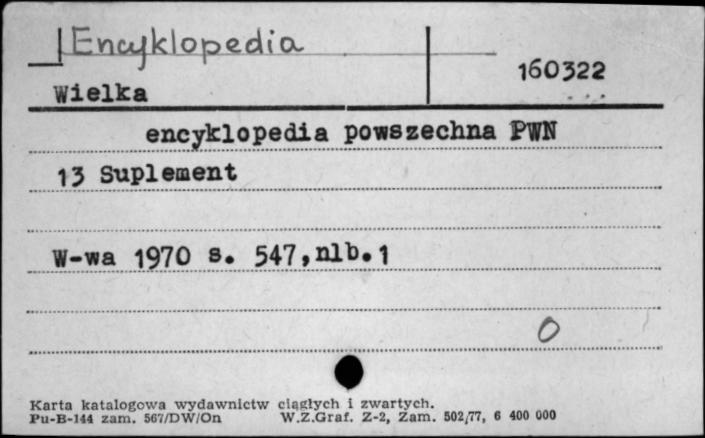 Encyklopedia
160322
Wielka
encyklopedia powszechna PWN
13 Suplement
W-wa 1970 s. 547,nlb.1
0
Karta katalogowa wydawnictw ciągłych i zwartych.
Pu-B-144 zam. 567/DW/On W.Z.Graf. Z-2, Zam. 502/77, 6 400 000